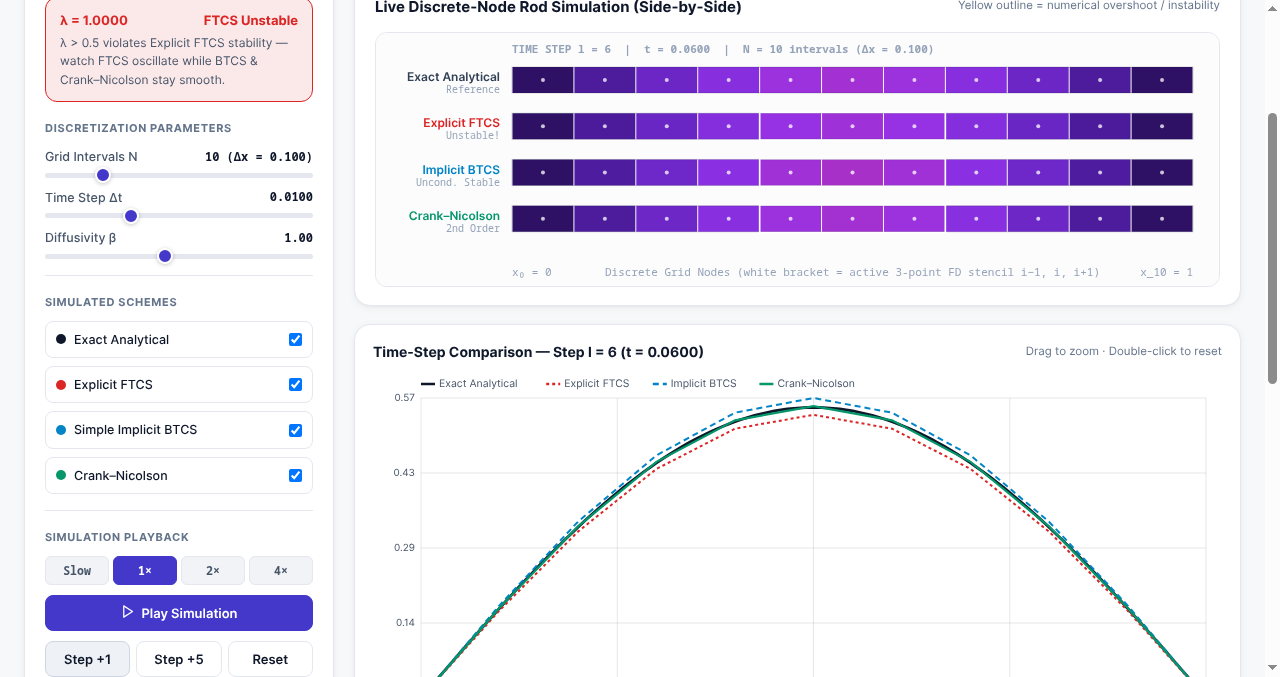 λ = 1.0000 FTCS Unstable
λ > 0.5 violates Explicit FTCS stability —
watch FTCS oscillate while BTCS &
Crank–Nicolson stay smooth.
DISCRETIZATION PARAMETERS
Grid Intervals N 10 (Δx = 0.100)
Time Step Δt 0.0100
Diffusivity β 1.00
SIMULATED SCHEMES
Exact Analytical
Explicit FTCS
Simple Implicit BTCS
Crank–Nicolson
SIMULATION PLAYBACK
Slow 1× 2× 4×
Play Simulation
Step +1 Step +5 Reset
Live Discrete-Node Rod Simulation (Side-by-Side) Yellow outline = numerical overshoot / instability
TIME STEP l = 6 | t = 0.0600 | N = 10 intervals (Δx = 0.100)
Exact Analytical
Reference
Explicit FTCS
Unstable!
Implicit BTCS
Uncond. Stable
Crank–Nicolson
2nd Order
x₀ = 0 Discrete Grid Nodes (white bracket = active 3-point FD stencil i−1, i, i+1) x_10 = 1
Time-Step Comparison — Step l = 6 (t = 0.0600) Drag to zoom · Double-click to reset
Exact Analytical Explicit FTCS Implicit BTCS Crank–Nicolson
0.57
0.43
0.29
0.14